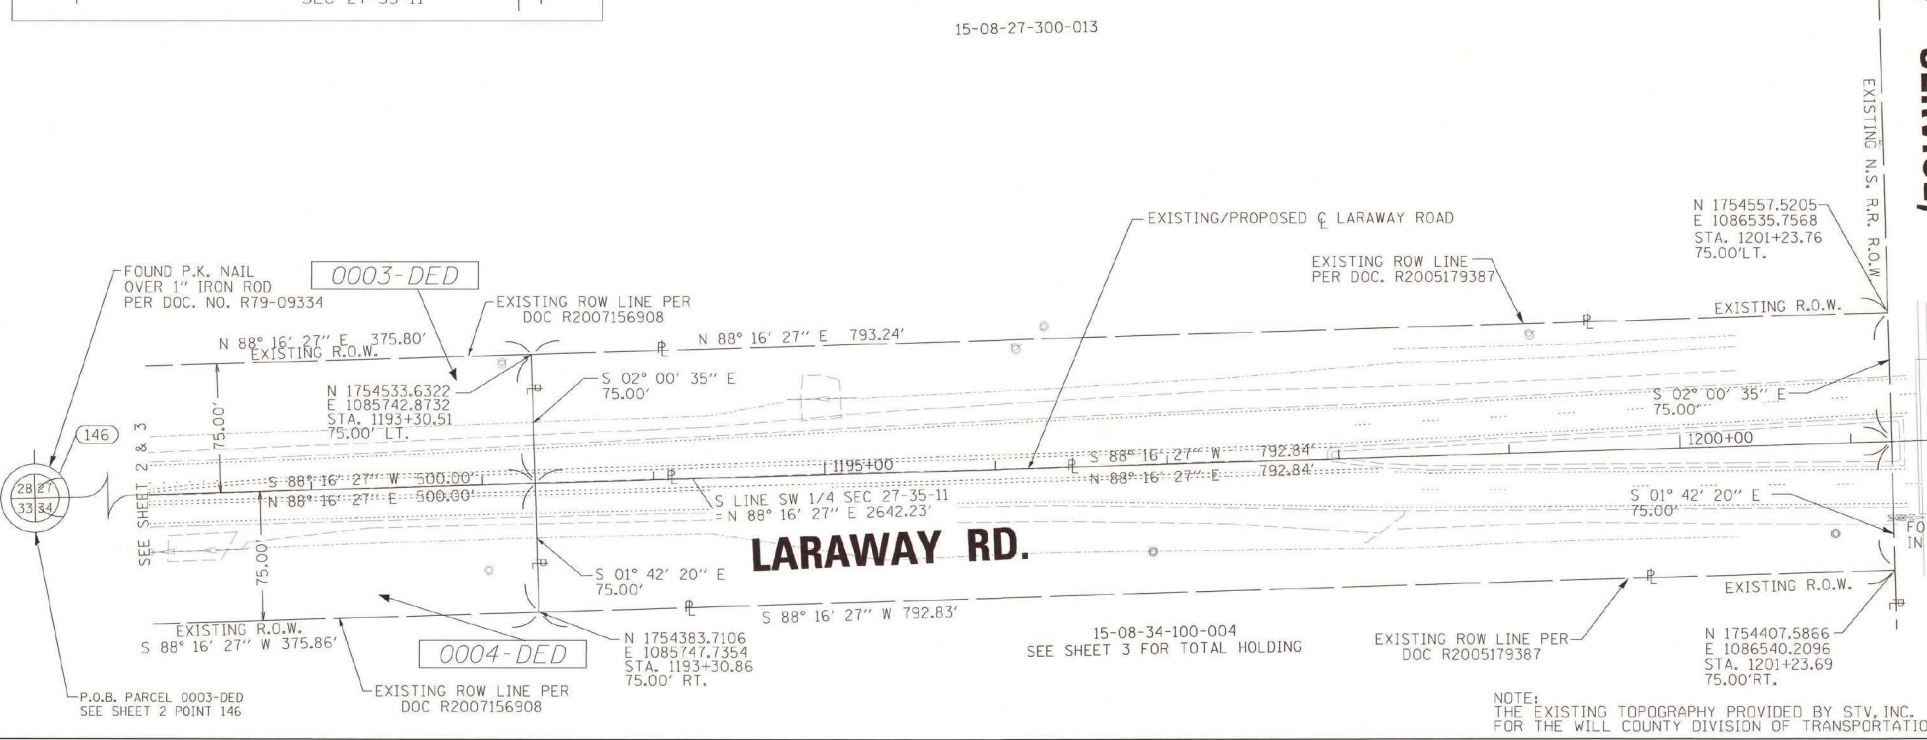 SEC 27-35-11
15-08-27-300-013
EXISTING N.S. R.R. R.O.W
N 1754557.5205
E 1086535.7568
STA. 1201+23.76
75.00'LT.
EXISTING/PROPOSED ℄ LARAWAY ROAD
EXISTING ROW LINE
PER DOC. R2005179387
FOUND P.K. NAIL
OVER 1" IRON ROD
PER DOC. NO. R79-09334
0003-DED
EXISTING ROW LINE PER
DOC R2007156908
EXISTING R.O.W.
N 88° 16' 27" E 375.80'
EXISTING R.O.W.
N 88° 16' 27" E 793.24'
N 1754533.6322
E 1085742.8732
STA. 1193+30.51
75.00' LT.
S 02° 00' 35" E
75.00'
S 02° 00' 35" E
75.00'
75.00'
146
SEE SHEET 2 & 3
28 27
33 34
S 88° 16' 27" W 500.00'
N 88° 16' 27" E 500.00'
1195+00
S 88° 16' 27" W 792.84'
N 88° 16' 27" E 792.84'
1200+00
S LINE SW 1/4 SEC 27-35-11
= N 88° 16' 27" E 2642.23'
S 01° 42' 20" E
75.00'
LARAWAY RD.
75.00'
S 01° 42' 20" E
75.00'
FO
IN
EXISTING R.O.W.
EXISTING R.O.W.
S 88° 16' 27" W 375.86'
S 88° 16' 27" W 792.83'
0004-DED
N 1754383.7106
E 1085747.7354
STA. 1193+30.86
75.00' RT.
15-08-34-100-004
SEE SHEET 3 FOR TOTAL HOLDING
EXISTING ROW LINE PER
DOC R2005179387
N 1754407.5866
E 1086540.2096
STA. 1201+23.69
75.00'RT.
P.O.B. PARCEL 0003-DED
SEE SHEET 2 POINT 146
EXISTING ROW LINE PER
DOC R2007156908
NOTE:
THE EXISTING TOPOGRAPHY PROVIDED BY STV, INC.
FOR THE WILL COUNTY DIVISION OF TRANSPORTATIO